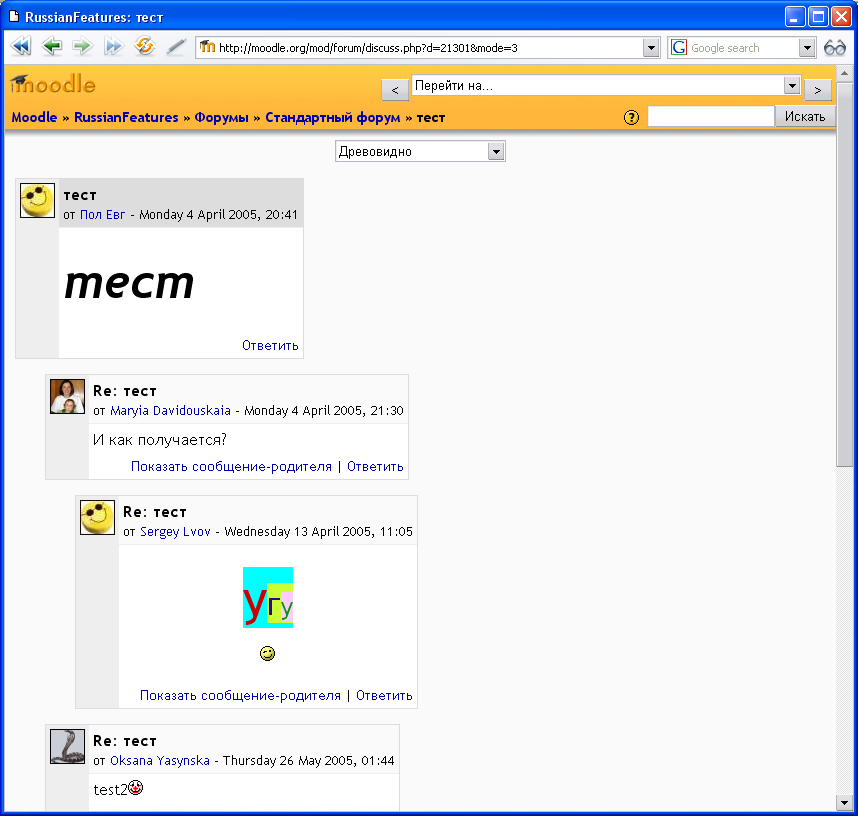 RussianFeatures: тест
http://moodle.org/mod/forum/discuss.php?d=21301&mode=3
G Google search
moodle
< Перейти на... >
Moodle » RussianFeatures » Форумы » Стандартный форум » тест
? Искать
Древовидно
тест
от Пол Евг - Monday 4 April 2005, 20:41
тест
Ответить
Re: тест
от Maryia Davidouskaia - Monday 4 April 2005, 21:30
И как получается?
Показать сообщение-родителя | Ответить
Re: тест
от Sergey Lvov - Wednesday 13 April 2005, 11:05
угу
Показать сообщение-родителя | Ответить
Re: тест
от Oksana Yasynska - Thursday 26 May 2005, 01:44
test2